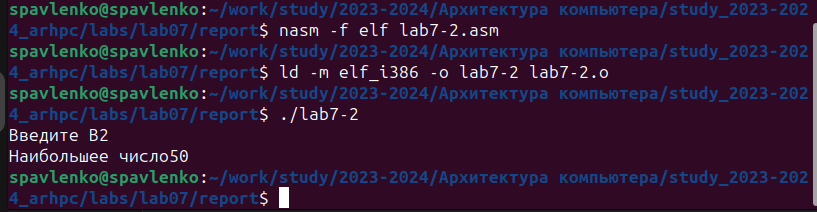 spavlenko@spavlenko:~/work/study/2023-2024/Архитектура компьютера/study_2023-202
4_arhpc/labs/lab07/report$ nasm -f elf lab7-2.asm
spavlenko@spavlenko:~/work/study/2023-2024/Архитектура компьютера/study_2023-202
4_arhpc/labs/lab07/report$ ld -m elf_i386 -o lab7-2 lab7-2.o
spavlenko@spavlenko:~/work/study/2023-2024/Архитектура компьютера/study_2023-202
4_arhpc/labs/lab07/report$ ./lab7-2
Введите B2
Наибольшее число50
spavlenko@spavlenko:~/work/study/2023-2024/Архитектура компьютера/study_2023-202
4_arhpc/labs/lab07/report$